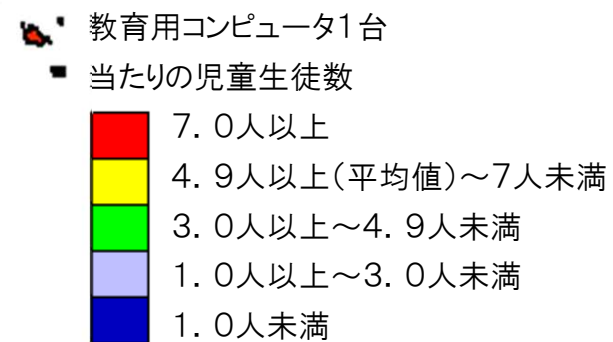 教育用コンピュータ1台
当たりの児童生徒数
7．0人以上
4．9人以上(平均値)～7人未満
3．0人以上～4．9人未満
1．0人以上～3．0人未満
1．0人未満